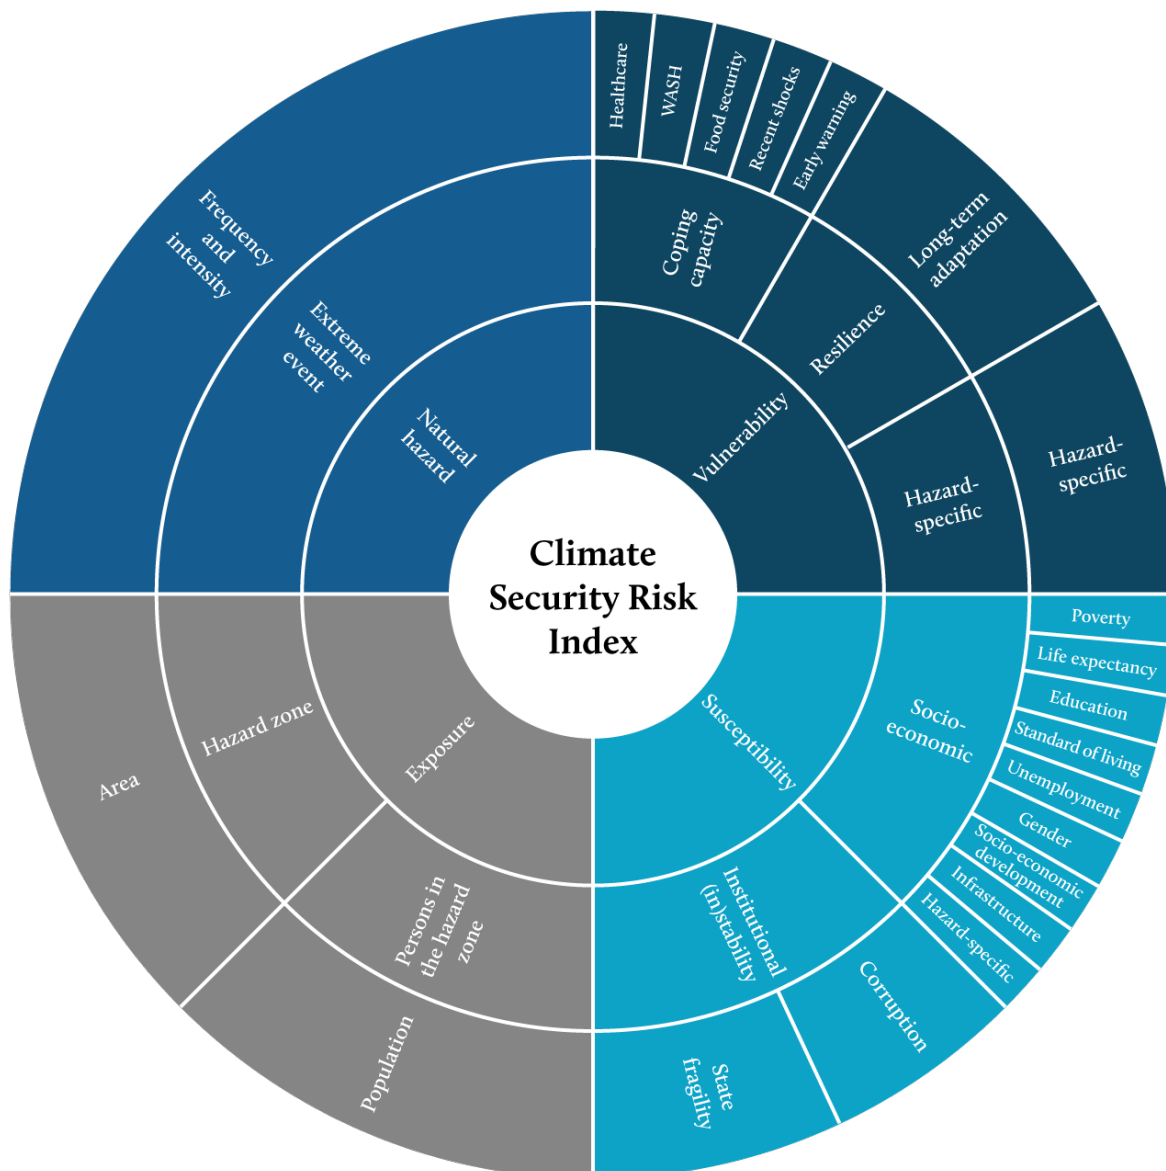 Climate
Security Risk
Index
Natural
hazard
Extreme
weather
event
Frequency
and
intensity
Vulnerability
Coping
capacity
Healthcare
WASH
Food security
Recent shocks
Early warning
Resilience
Long-term
adaptation
Hazard-
specific
Hazard-
specific
Susceptibility
Socio-
economic
Poverty
Life expectancy
Education
Standard of living
Unemployment
Gender
Socio-economic
development
Infrastructure
Hazard-specific
Institutional
(in)stability
Corruption
State
fragility
Exposure
Persons in
the hazard
zone
Population
Hazard zone
Area